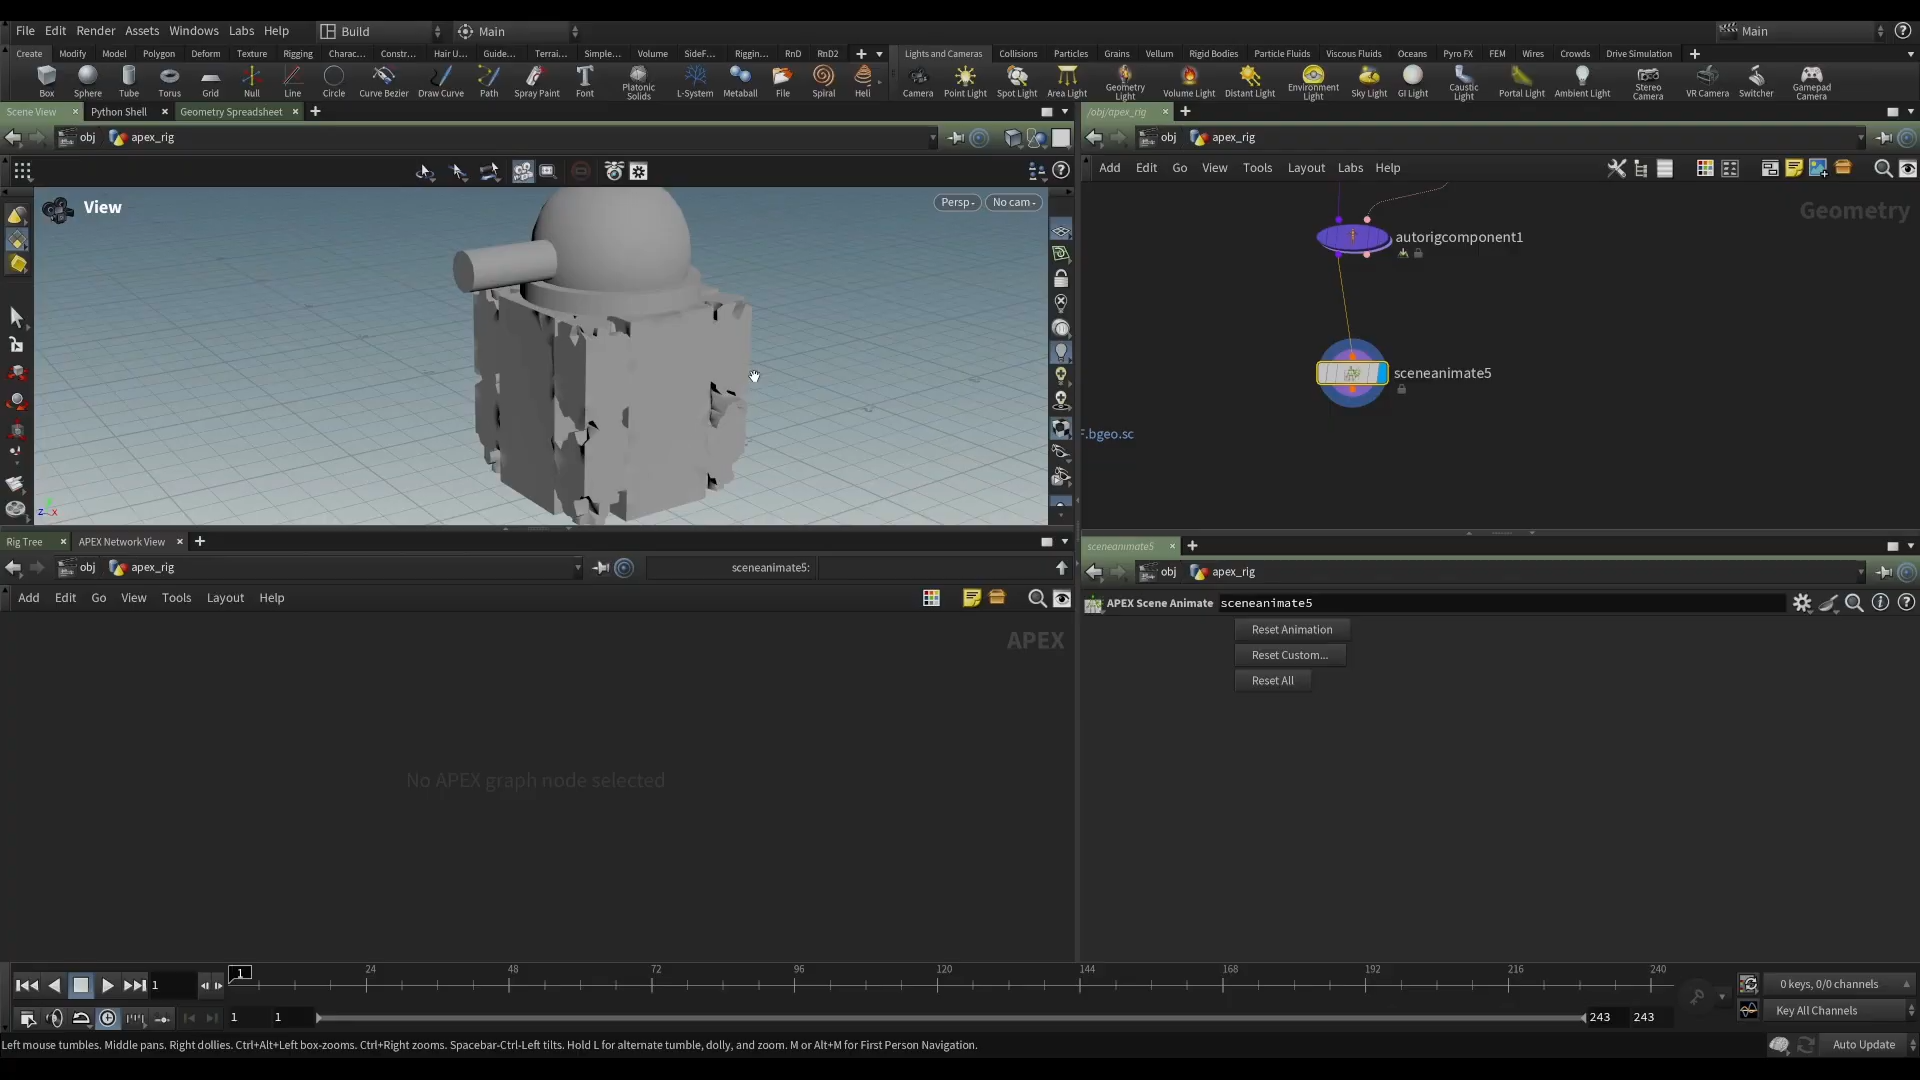 File Edit Render Assets Windows Labs Help Build Main Main
Create Modify Model Polygon Deform Texture Rigging Charac... Constr... Hair U... Guide... Terrai... Simple... Volume SideF... Riggin... RnD RnD2
Lights and Cameras Collisions Particles Grains Vellum Rigid Bodies Particle Fluids Viscous Fluids Oceans Pyro FX FEM Wires Crowds Drive Simulation
Box Sphere Tube Torus Grid Null Line Circle Curve Bezier Draw Curve Path Spray Paint Font Platonic Solids L-System Metaball File Spiral Heli
Camera Point Light Spot Light Area Light Geometry Light Volume Light Distant Light Environment Light Sky Light GI Light Caustic Light Portal Light Ambient Light Stereo Camera VR Camera Switcher Gamepad Camera
Scene View Python Shell Geometry Spreadsheet
/obj/apex_rig
obj apex_rig
obj apex_rig
Add Edit Go View Tools Layout Labs Help
View
Persp No cam
Geometry
autorigcomponent1
sceneanimate5
F.bgeo.sc
z x
Rig Tree APEX Network View
sceneanimate5
obj apex_rig
sceneanimate5:
obj apex_rig
Add Edit Go View Tools Layout Help
APEX Scene Animate sceneanimate5
APEX
Reset Animation
Reset Custom...
Reset All
No APEX graph node selected
1
1
24 48 72 96 120 144 168 192 216 240
0 keys, 0/0 channels
1 1 243 243
Key All Channels
Left mouse tumbles. Middle pans. Right dollies. Ctrl+Alt+Left box-zooms. Ctrl+Right zooms. Spacebar-Ctrl-Left tilts. Hold L for alternate tumble, dolly, and zoom. M or Alt+M for First Person Navigation.
Auto Update